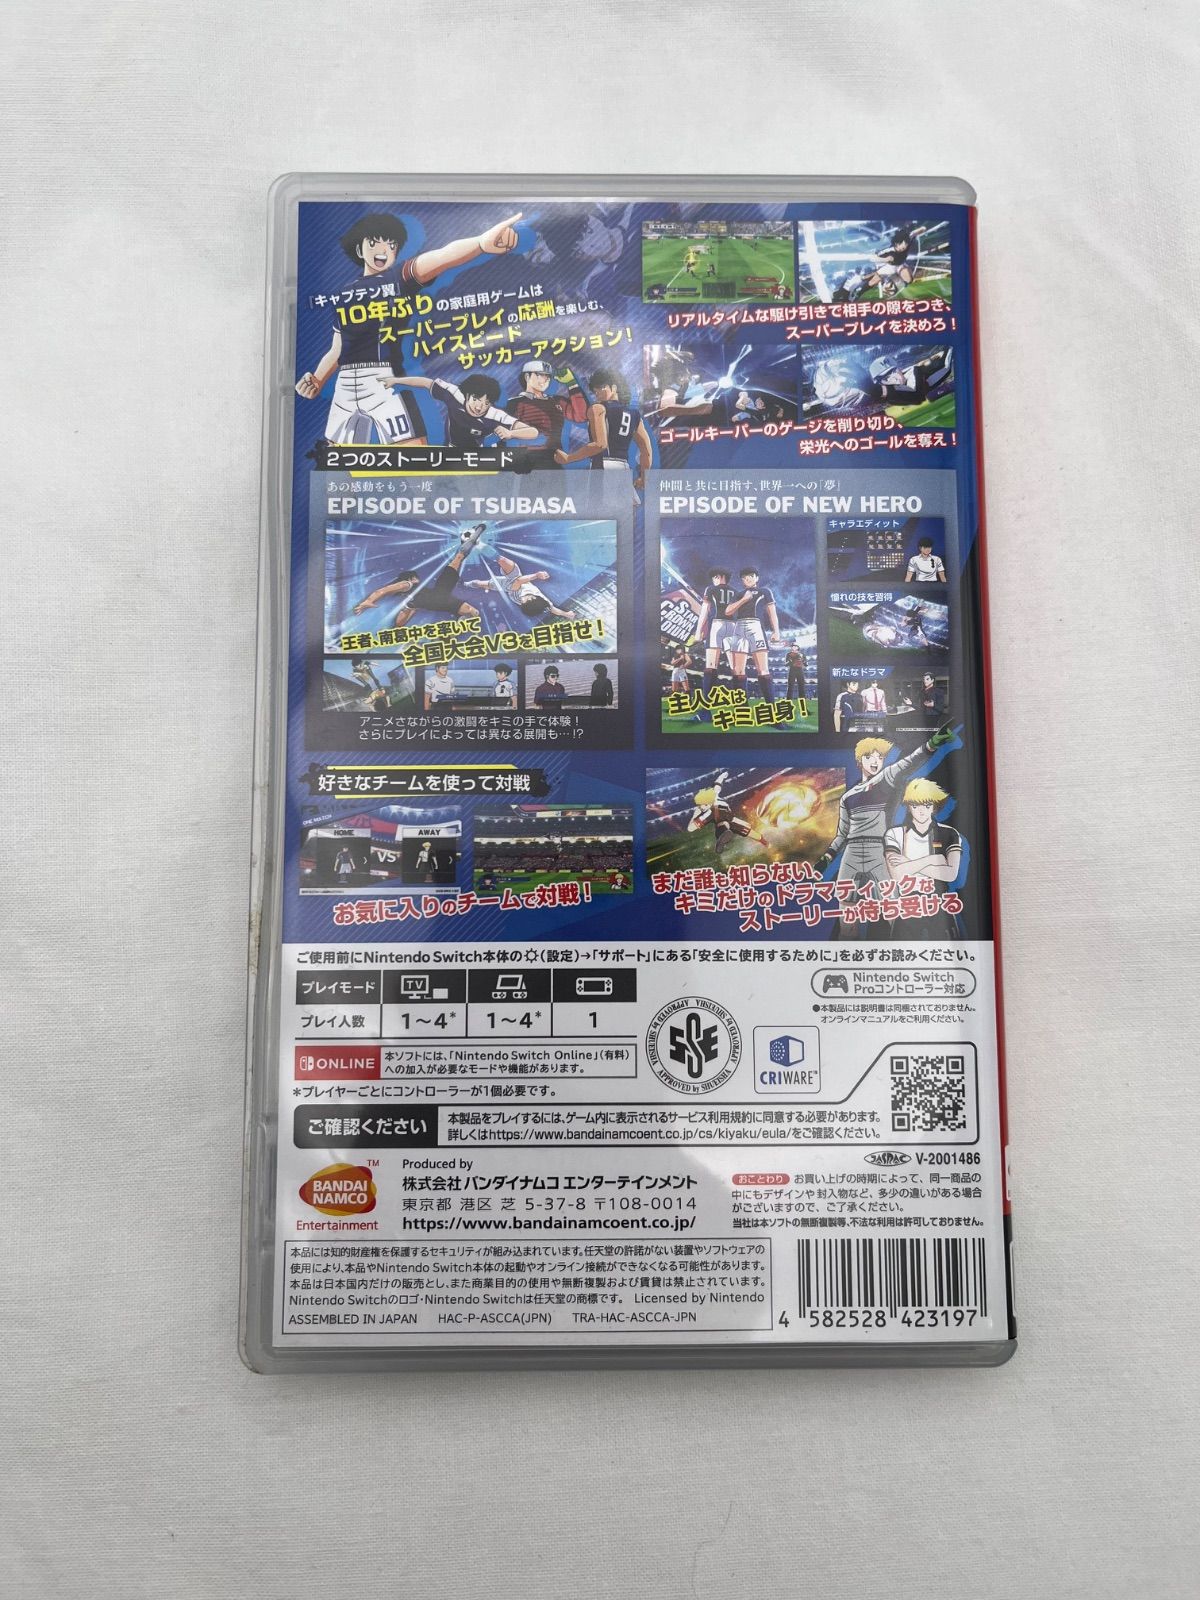 『キャプテン翼』
10年ぶりの家庭用ゲームは
スーパープレイの応酬を楽しむ、
ハイスピード
サッカーアクション!
リアルタイムな駆け引きで相手の隙をつき、
スーパープレイを決めろ!
ゴールキーパーのゲージを削り切り、
栄光へのゴールを奪え!
10
9
2つのストーリーモード
あの感動をもう一度
EPISODE OF TSUBASA
王者、南葛中を率いて
全国大会V3を目指せ!
アニメさながらの激闘をキミの手で体験!
さらにプレイによっては異なる展開も…!?
仲間と共に目指す、世界一への「夢」
EPISODE OF NEW HERO
キャラエディット
憧れの技を習得
新たなドラマ
主人公は
キミ自身!
好きなチームを使って対戦
HOME
VS
AWAY
お気に入りのチームで対戦!
まだ誰も知らない、
キミだけのドラマティックな
ストーリーが待ち受ける
ご使用前にNintendo Switch本体の(設定)→「サポート」にある「安全に使用するために」を必ずお読みください。
プレイモード TV
プレイ人数 1～4* 1～4* 1
ONLINE
本ソフトには、「Nintendo Switch Online」(有料)
への加入が必要なモードや機能があります。
*プレイヤーごとにコントローラーが1個必要です。
APPROVED by SHUEISHA
SSE
CRIWARE™
Nintendo Switch
Proコントローラー対応
●本製品には説明書は同梱されておりません。
オンラインマニュアルをご利用ください。
ご確認ください
本製品をプレイするには、ゲーム内に表示されるサービス利用規約に同意する必要があります。
詳しくはhttps://www.bandainamcoent.co.jp/cs/kiyaku/eula/をご確認ください。
JASRAC V-2001486
BANDAI
NAMCO
Entertainment
TM
Produced by
株式会社 バンダイナムコ エンターテインメント
東京都 港区 芝 5-37-8 〒108-0014
https://www.bandainamcoent.co.jp/
おことわり お買い上げの時期によって、同一商品の
中にもデザインや封入物など、多少の違いがある場合
がございますので、ご了承ください。
当社は本ソフトの無断複製等、不法な利用は許可しておりません。
本品には知的財産権を保護するセキュリティが組み込まれています。任天堂の許諾がない装置やソフトウェアの
使用により、本品やNintendo Switch本体の起動やオンライン接続ができなくなる可能性があります。
本品は日本国内だけの販売とし、また商業目的の使用や無断複製および賃貸は禁止されています。
Nintendo Switchのロゴ・Nintendo Switchは任天堂の商標です。 Licensed by Nintendo
ASSEMBLED IN JAPAN HAC-P-ASCCA(JPN) TRA-HAC-ASCCA-JPN
4 582528 423197